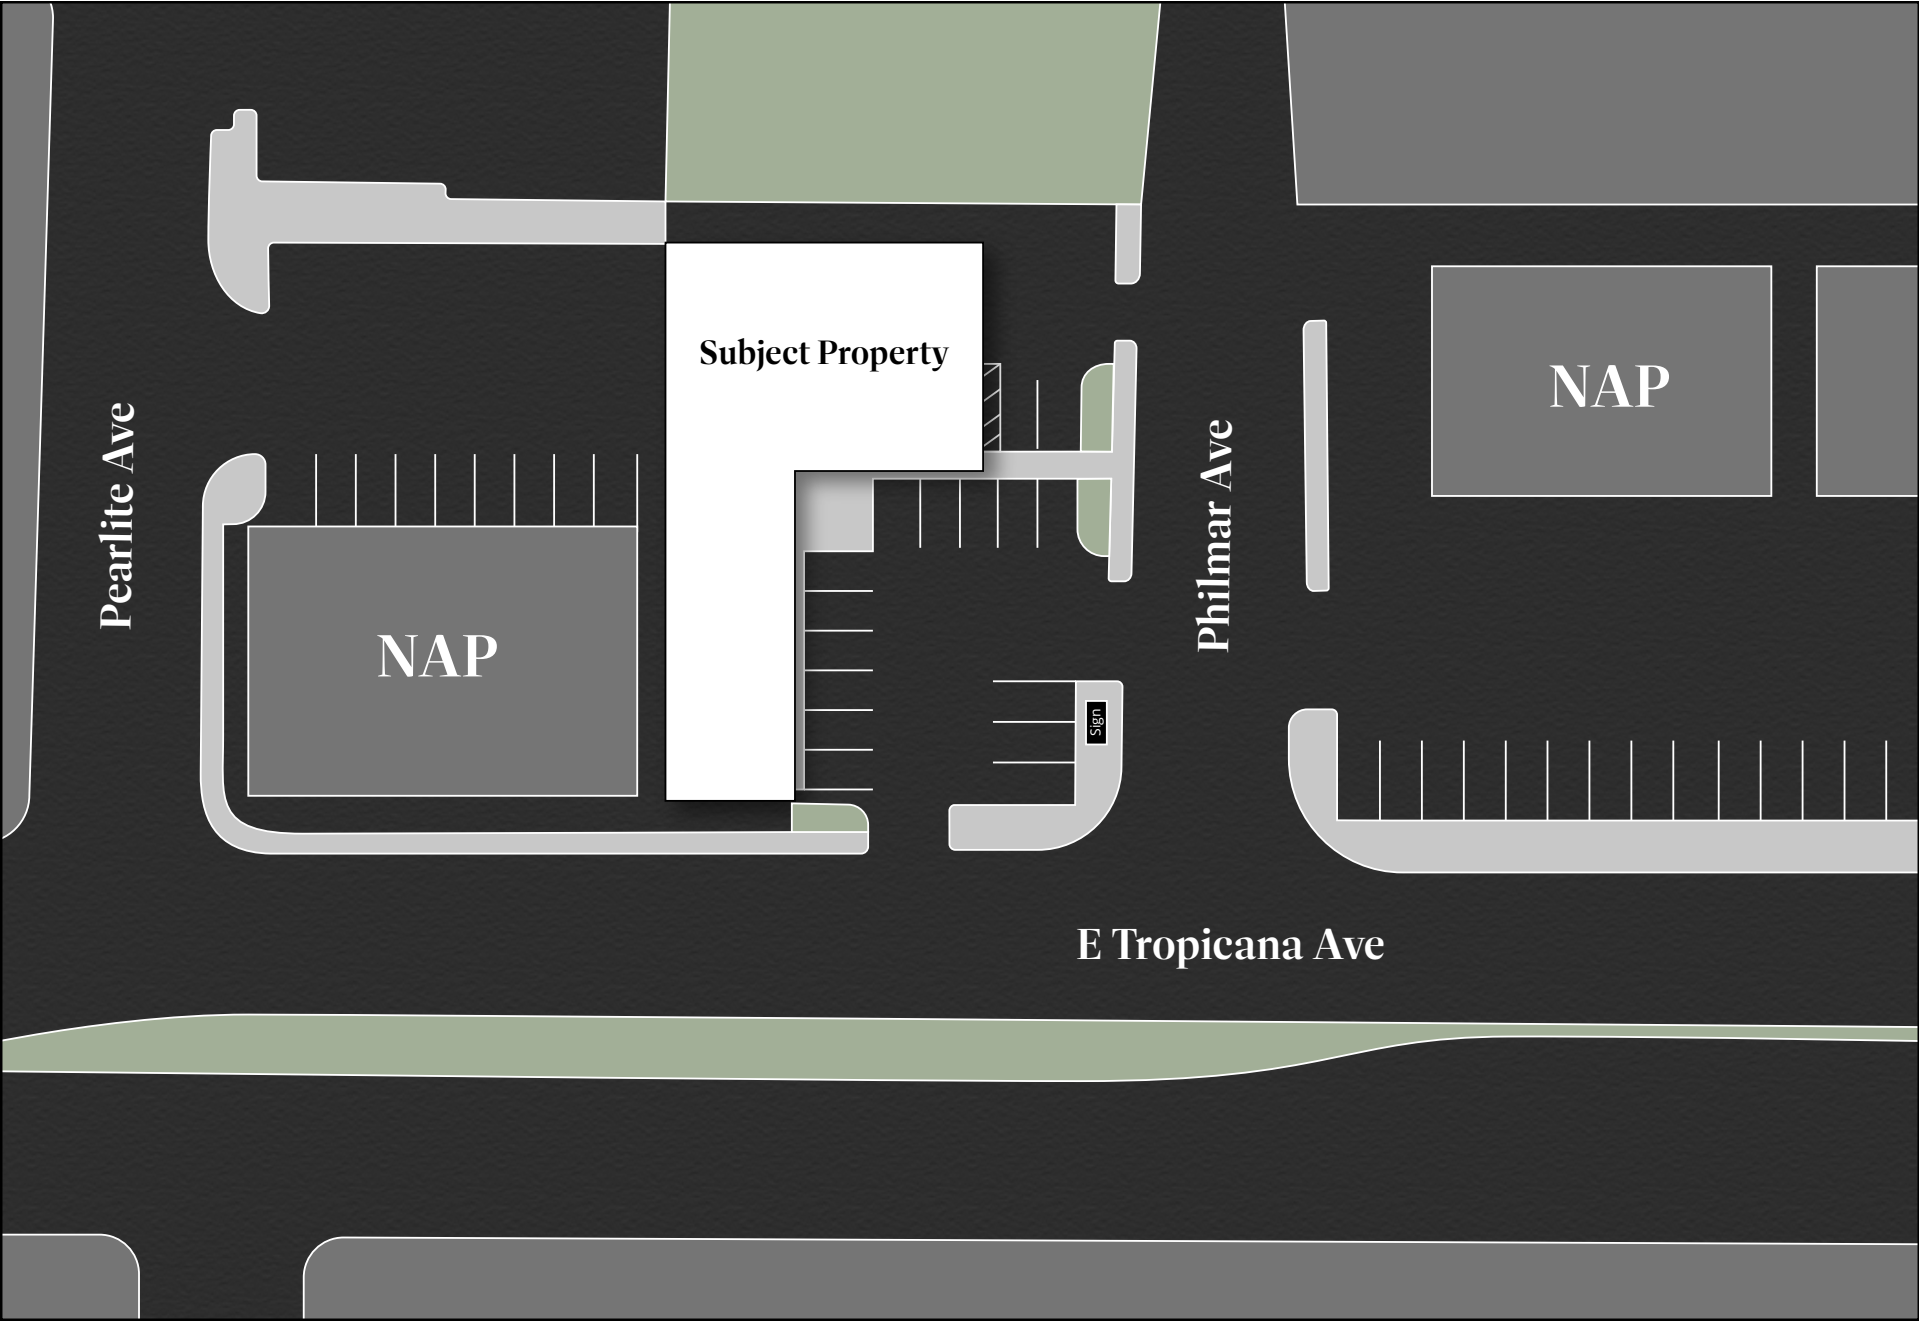 Subject Property
NAP
Pearlite Ave
Philmar Ave
NAP
Sign
E Tropicana Ave